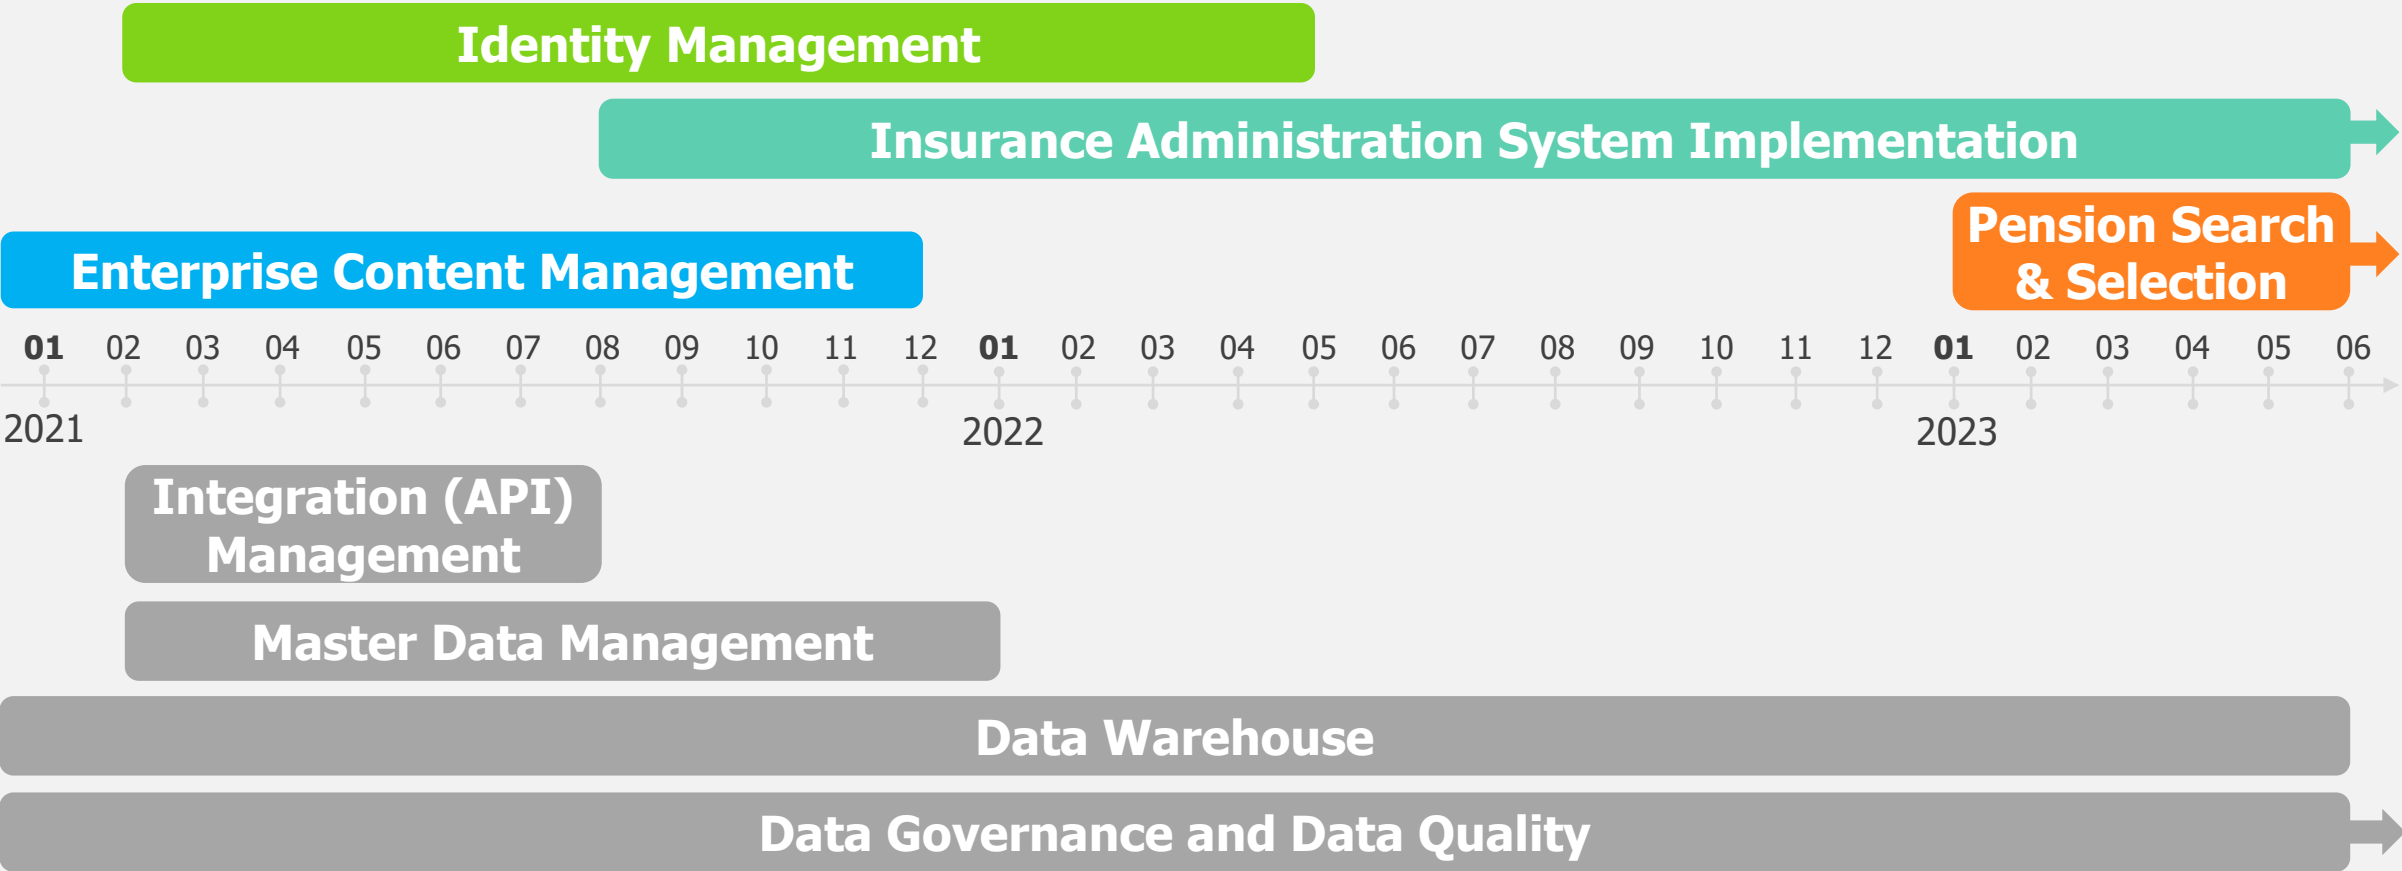 Identity Management
Insurance Administration System Implementation
Pension Search
& Selection
Enterprise Content Management
01 02 03 04 05 06 07 08 09 10 11 12 01 02 03 04 05 06 07 08 09 10 11 12 01 02 03 04 05 06
2021 2022 2023
Integration (API)
Management
Master Data Management
Data Warehouse
Data Governance and Data Quality